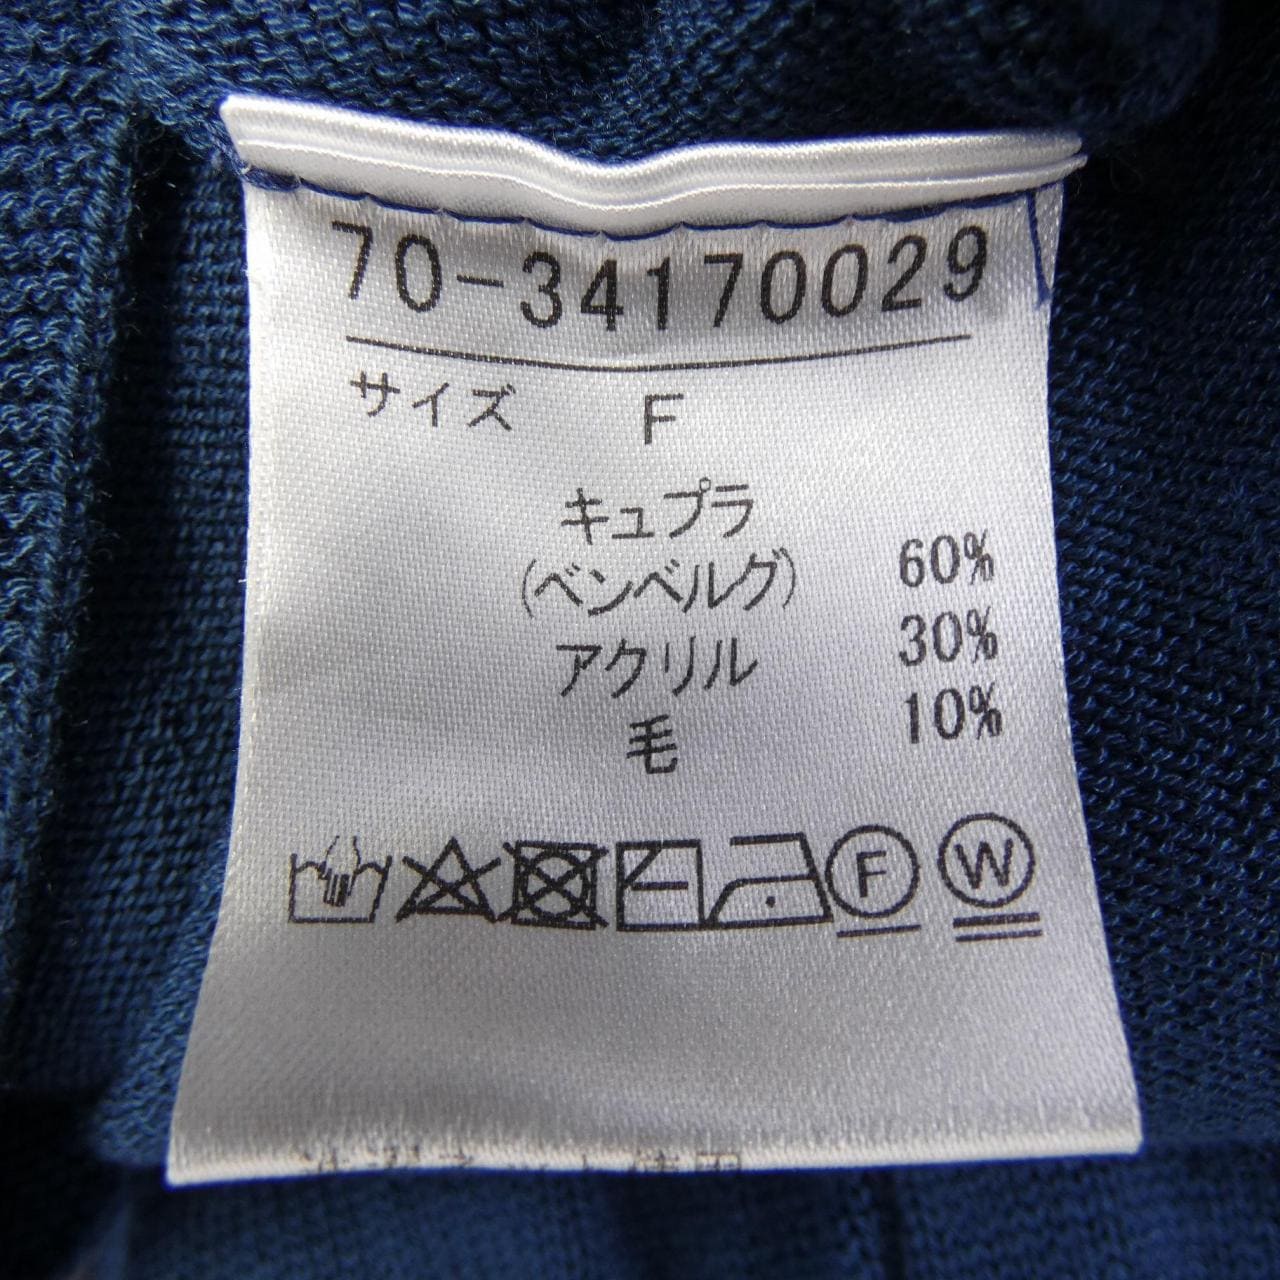 70-34170029
サイズ F
キュプラ
(ベンベルグ) 60%
アクリル 30%
毛 10%
F W